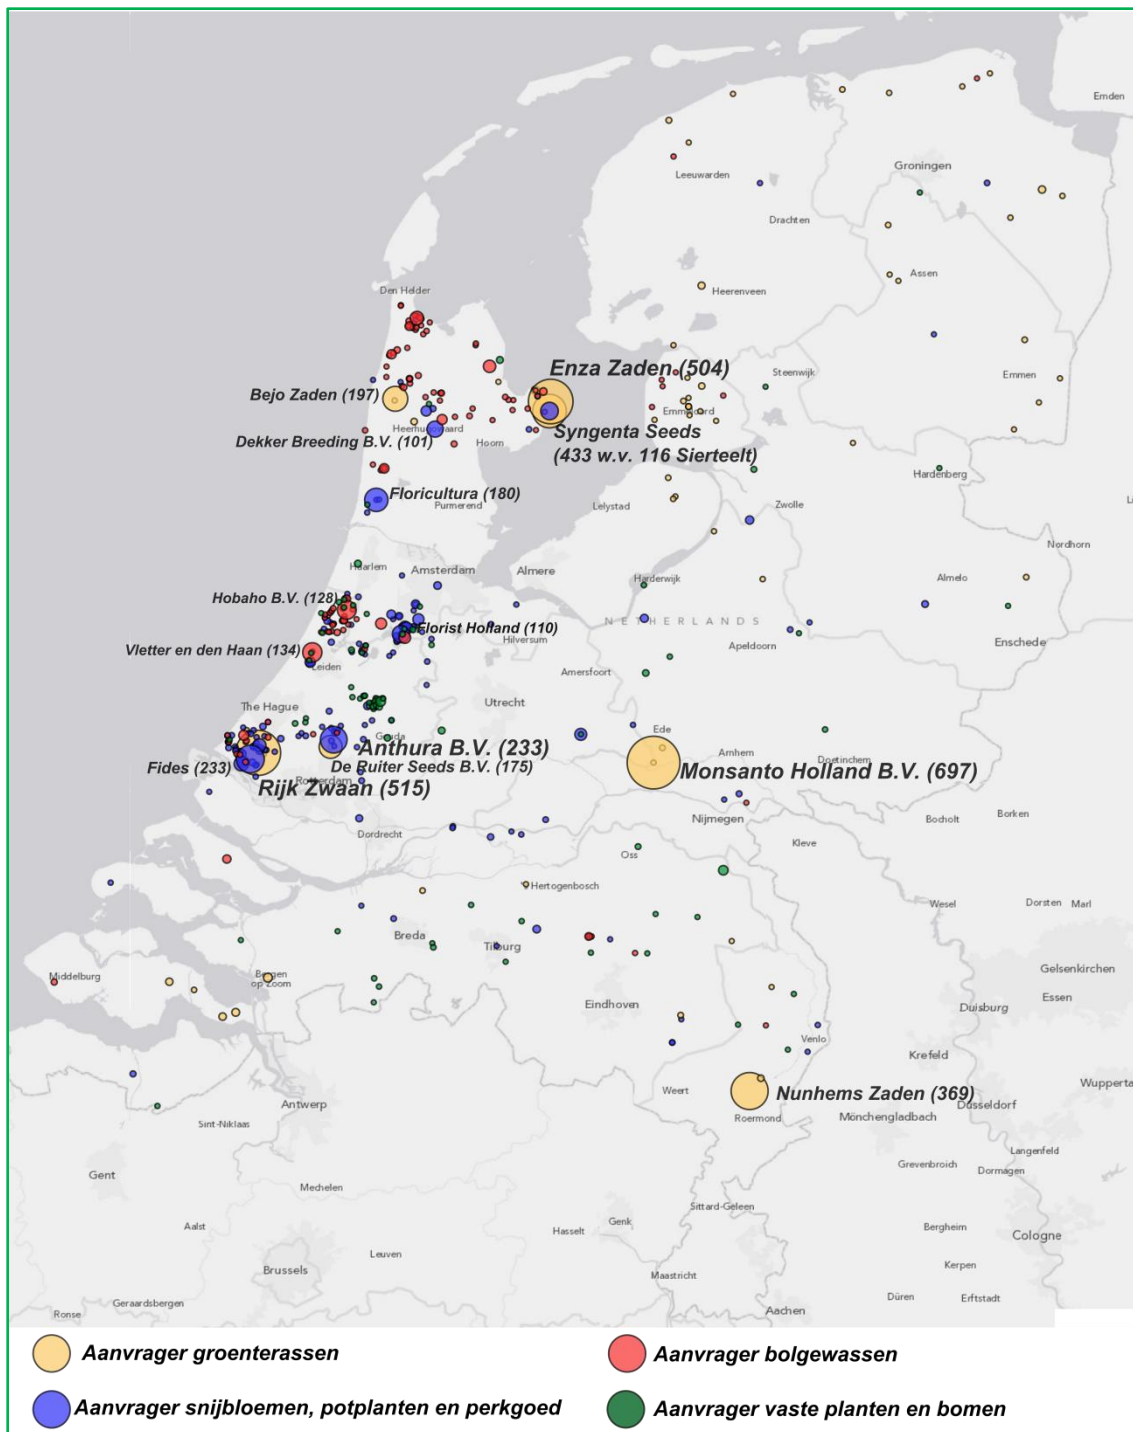 Emden
Groningen
Leeuwarden
Drachten
Assen
Den Helder
Heerenveen
Enza Zaden (504)
Steenwijk
Emmen
Bejo Zaden (197)
Emmeloord
Heerhugowaard
Syngenta Seeds
Dekker Breeding B.V. (101)
Hoorn
(433 w.v. 116 Sierteelt)
Hardenberg
Floricultura (180)
Purmerend
Lelystad
Zwolle
Nordhorn
Haarlem
Amsterdam
Almere
Harderwijk
Almelo
Hobaho B.V. (128)
NETHERLANDS
Florist Holland (110)
Hilversum
Enschede
Vletter en den Haan (134)
Apeldoorn
Leiden
Amersfoort
The Hague
Utrecht
Gouda
Ede
Anthura B.V. (233)
Arnhem
Doetinchem
Fides (233)
De Ruiter Seeds B.V. (175)
Monsanto Holland B.V. (697)
Rotterdam
Rijk Zwaan (515)
Nijmegen
Bocholt
Borken
Dordrecht
Kleve
Oss
's Hertogenbosch
Wesel
Dorsten
Marl
Breda
Tilburg
Middelburg
Bergen
op Zoom
Gelsenkirchen
Essen
Eindhoven
Duisburg
Venlo
Krefeld
Weert
Nunhems Zaden (369)
Wupperta
Antwerp
Düsseldorf
Roermond
Mönchengladbach
Sint-Niklaas
Langenfeld
Grevenbroich
Dormagen
Gent
Mechelen
Sittard-Geleen
Aalst
Genk
Hasselt
Bergheim
Cologne
Leuven
Kerpen
Brussels
Maastricht
Düren
Erftstadt
Geraardsbergen
Ronse
Aachen
Aanvrager groenterassen
Aanvrager bolgewassen
Aanvrager snijbloemen, potplanten en perkgoed
Aanvrager vaste planten en bomen